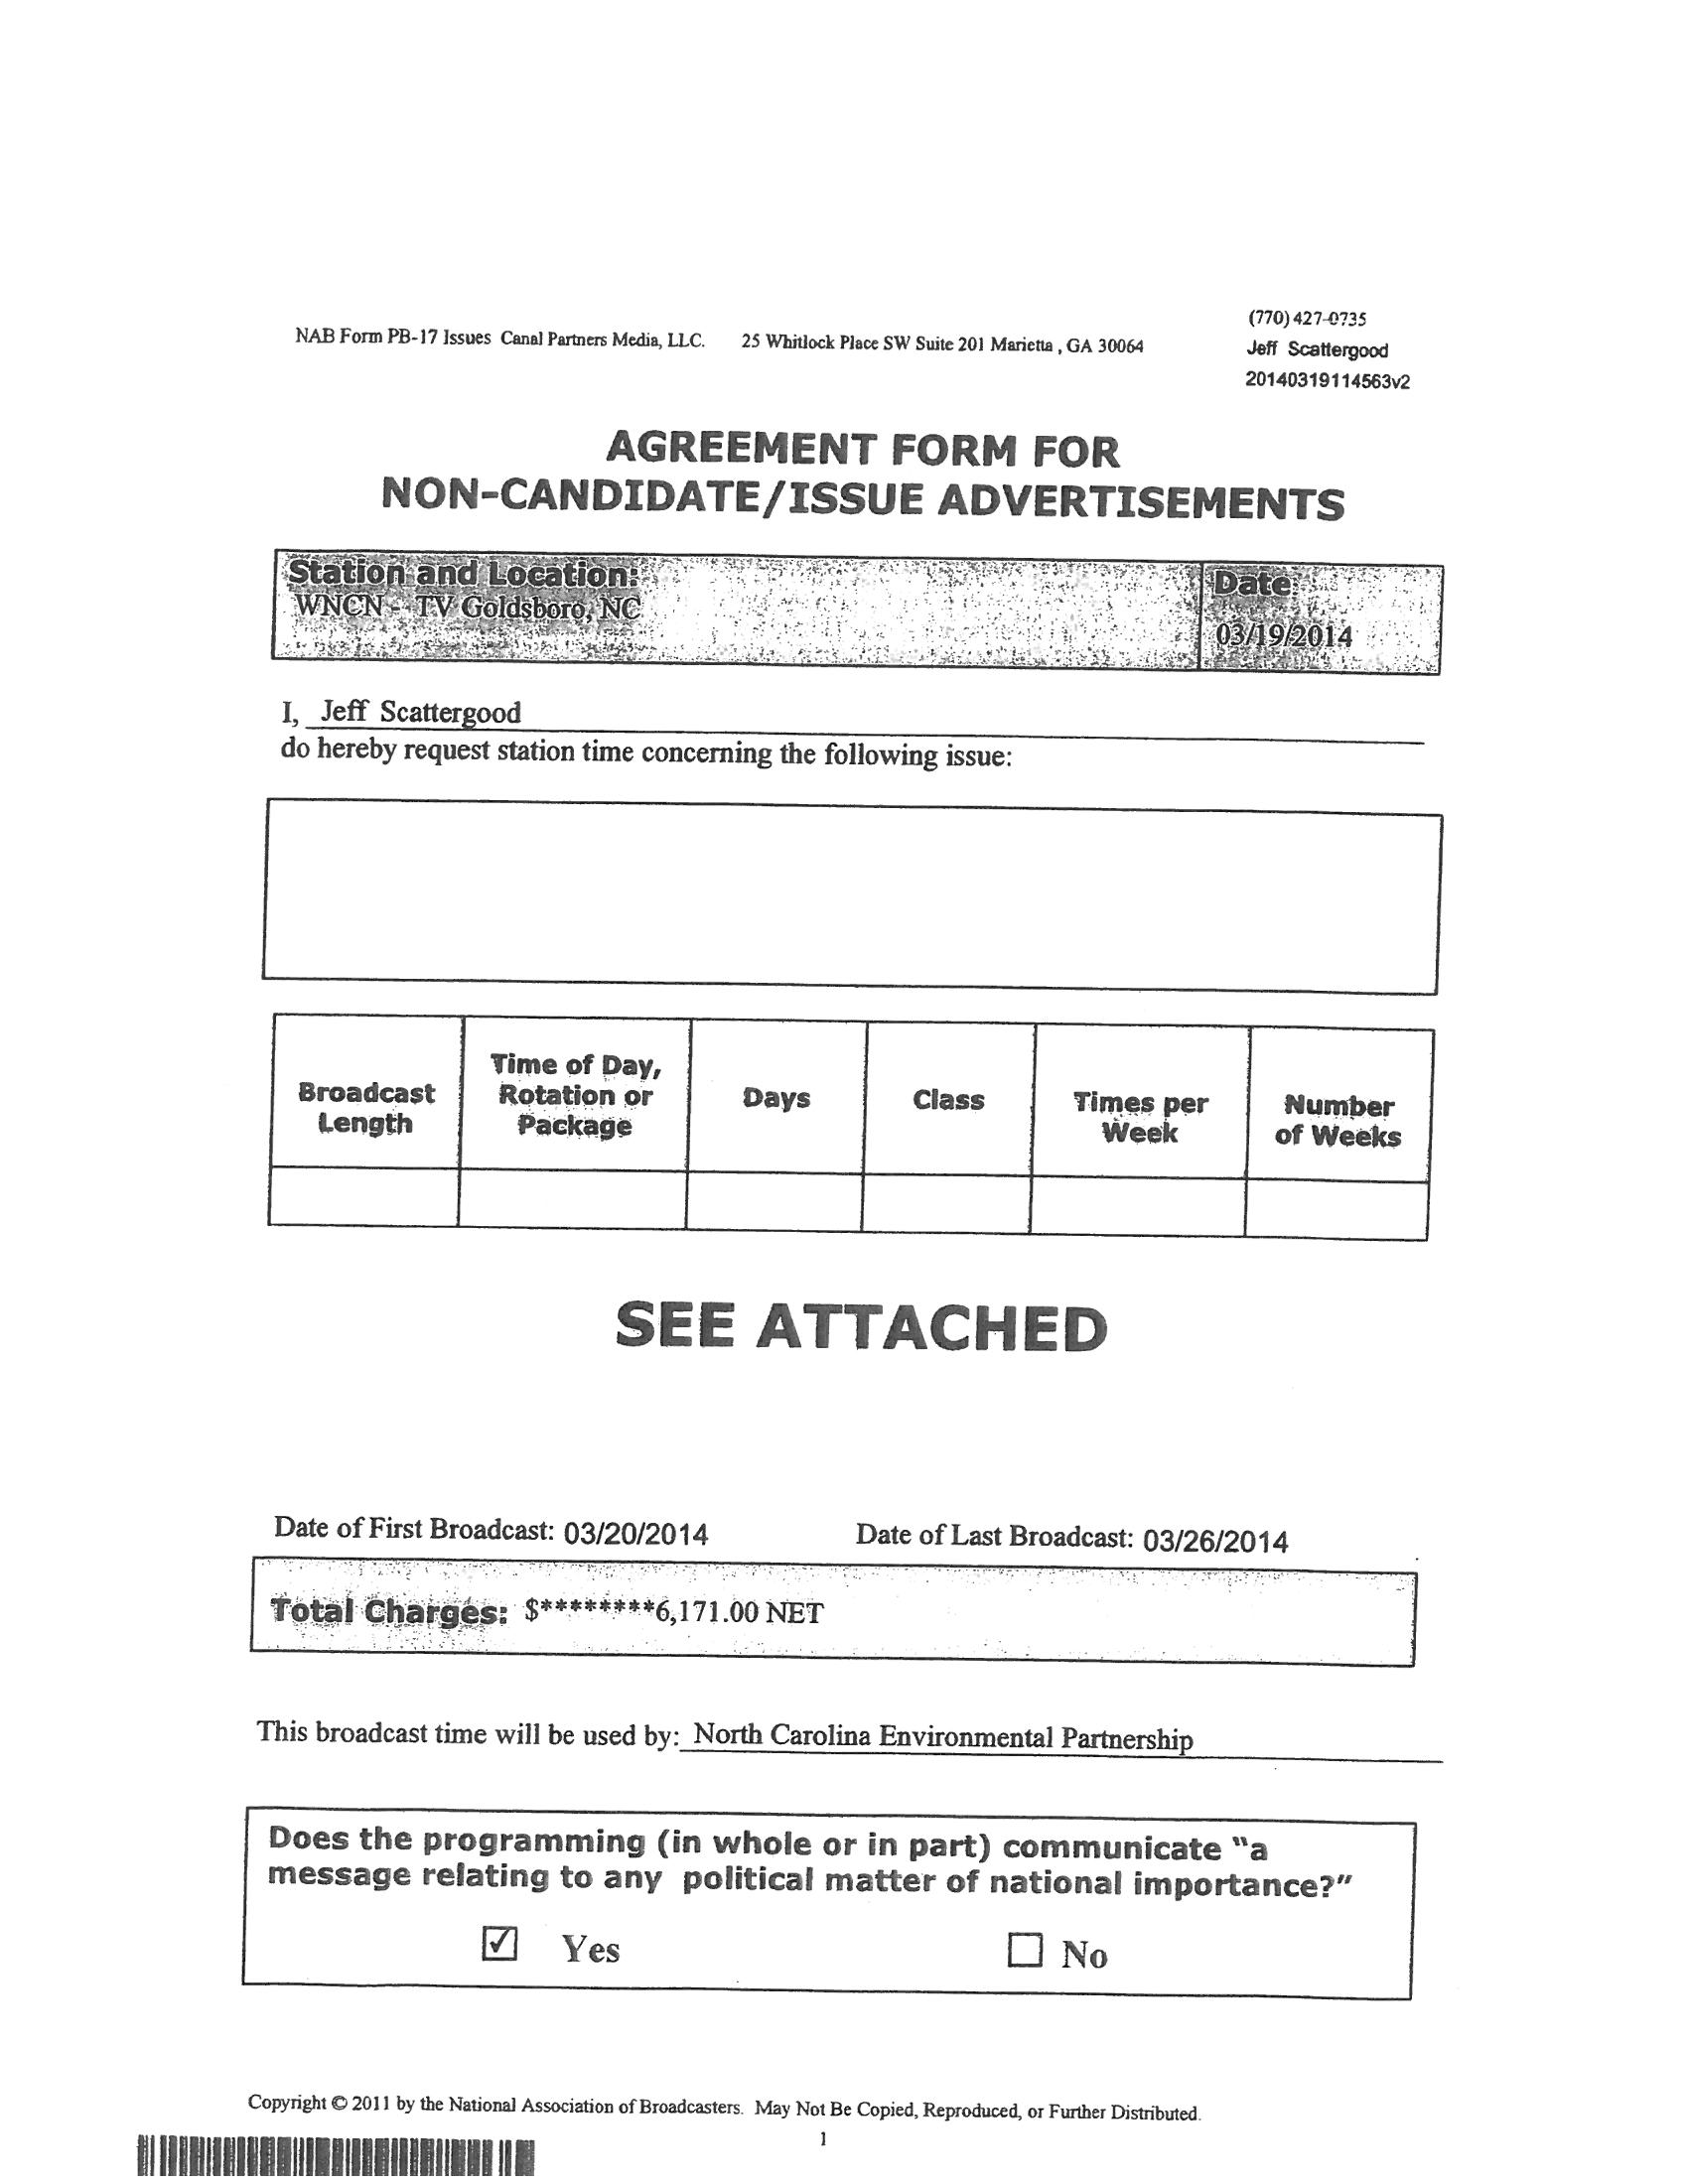 NAB Form PB-17 Issues Canal Partners Media, LLC. 25 Whitlock Place SW Suite 201 Marietta , GA 30064
(770) 427-0735
Jeff Scattergood
20140319114563v2
AGREEMENT FORM FOR
NON-CANDIDATE/ISSUE ADVERTISEMENTS
Station and Location:
WNCN - TV Goldsboro, NC
Date:
03/19/2014
I, Jeff Scattergood
do hereby request station time concerning the following issue:
Broadcast
Length
Time of Day,
Rotation or
Package
Days
Class
Times per
Week
Number
of Weeks
SEE ATTACHED
Date of First Broadcast: 03/20/2014 Date of Last Broadcast: 03/26/2014
Total Charges: $********6,171.00 NET
This broadcast time will be used by: North Carolina Environmental Partnership
Does the programming (in whole or in part) communicate “a
message relating to any political matter of national importance?”
Yes No
Copyright © 2011 by the National Association of Broadcasters. May Not Be Copied, Reproduced, or Further Distributed.
1